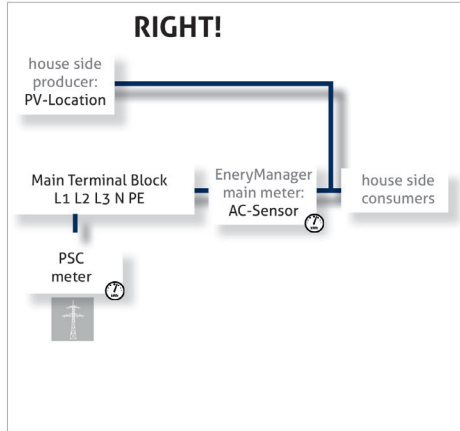 RIGHT!
house side
producer:
PV-Location
Main Terminal Block
L1 L2 L3 N PE
EneryManager
main meter:
AC-Sensor
house side
consumers
PSC
meter